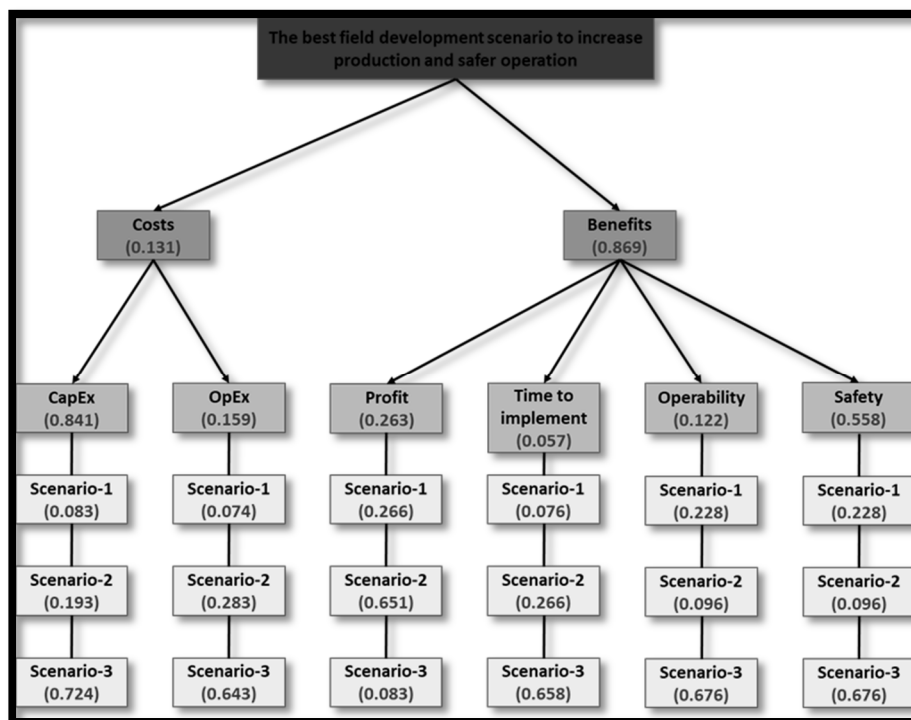 The best field development scenario to increase
production and safer operation
Costs
(0.131)
Benefits
(0.869)
CapEx
(0.841)
OpEx
(0.159)
Profit
(0.263)
Time to
implement
(0.057)
Operability
(0.122)
Safety
(0.558)
Scenario-1
(0.083)
Scenario-1
(0.074)
Scenario-1
(0.266)
Scenario-1
(0.076)
Scenario-1
(0.228)
Scenario-1
(0.228)
Scenario-2
(0.193)
Scenario-2
(0.283)
Scenario-2
(0.651)
Scenario-2
(0.266)
Scenario-2
(0.096)
Scenario-2
(0.096)
Scenario-3
(0.724)
Scenario-3
(0.643)
Scenario-3
(0.083)
Scenario-3
(0.658)
Scenario-3
(0.676)
Scenario-3
(0.676)